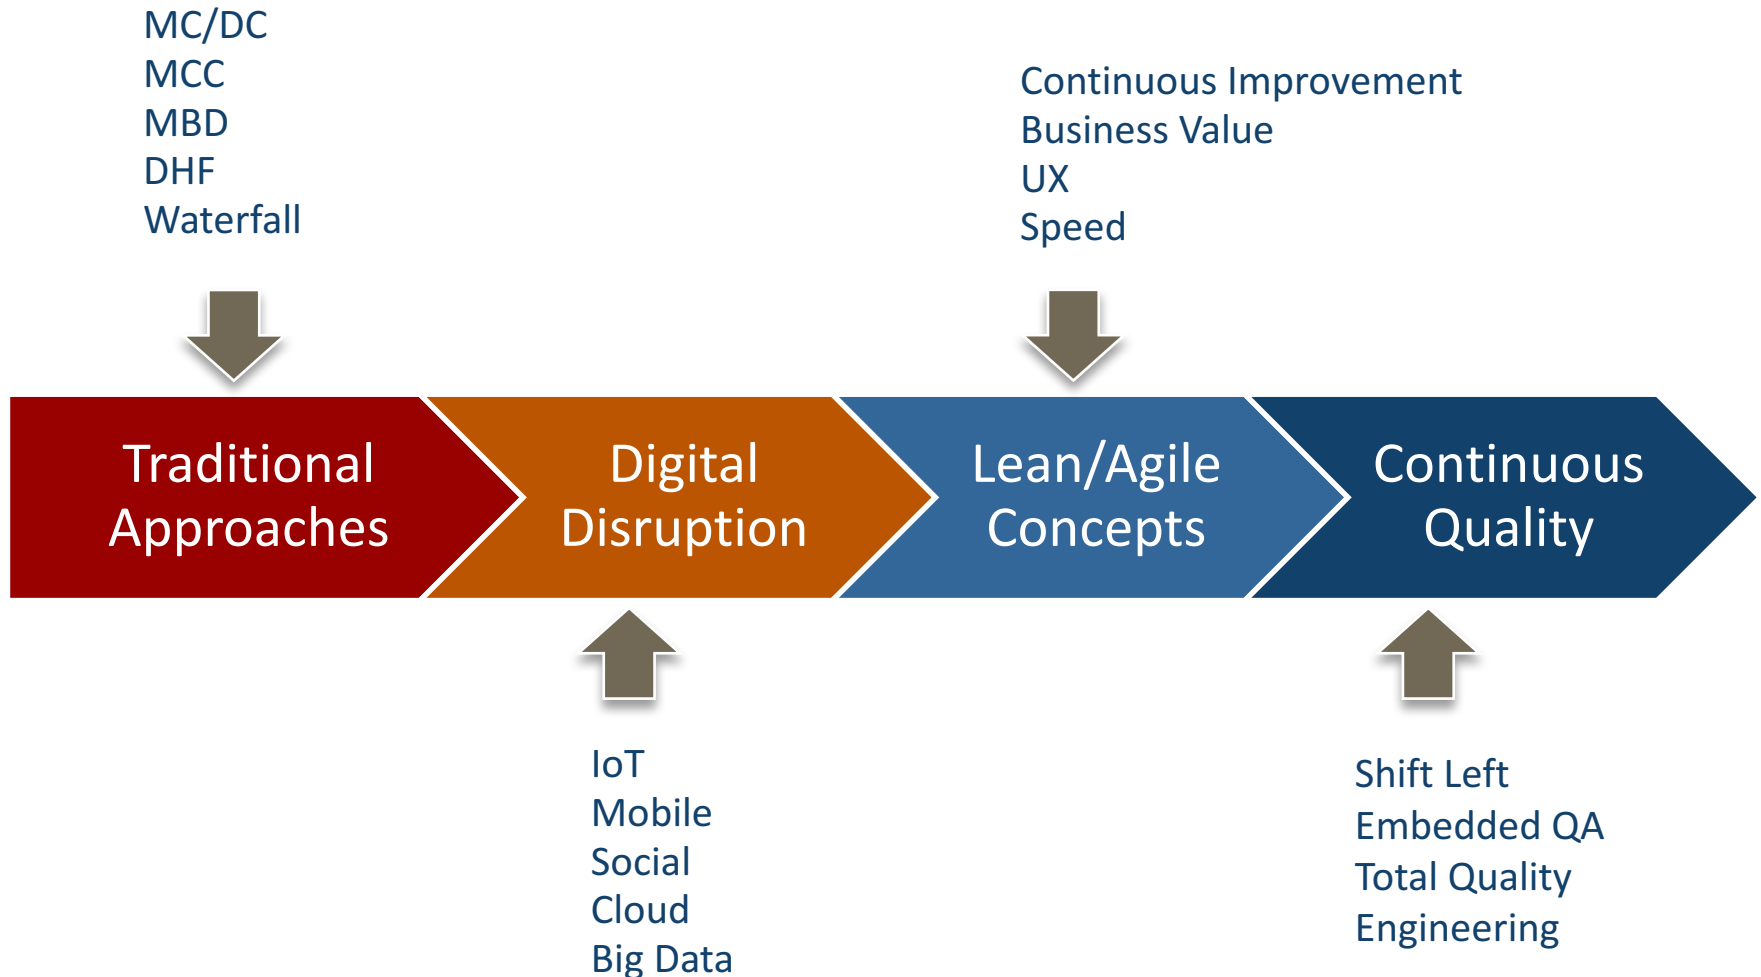 MC/DC
MCC
MBD
DHF
Waterfall
Continuous Improvement
Business Value
UX
Speed
Traditional
Approaches
Digital
Disruption
Lean/Agile
Concepts
Continuous
Quality
IoT
Mobile
Social
Cloud
Big Data
Shift Left
Embedded QA
Total Quality
Engineering